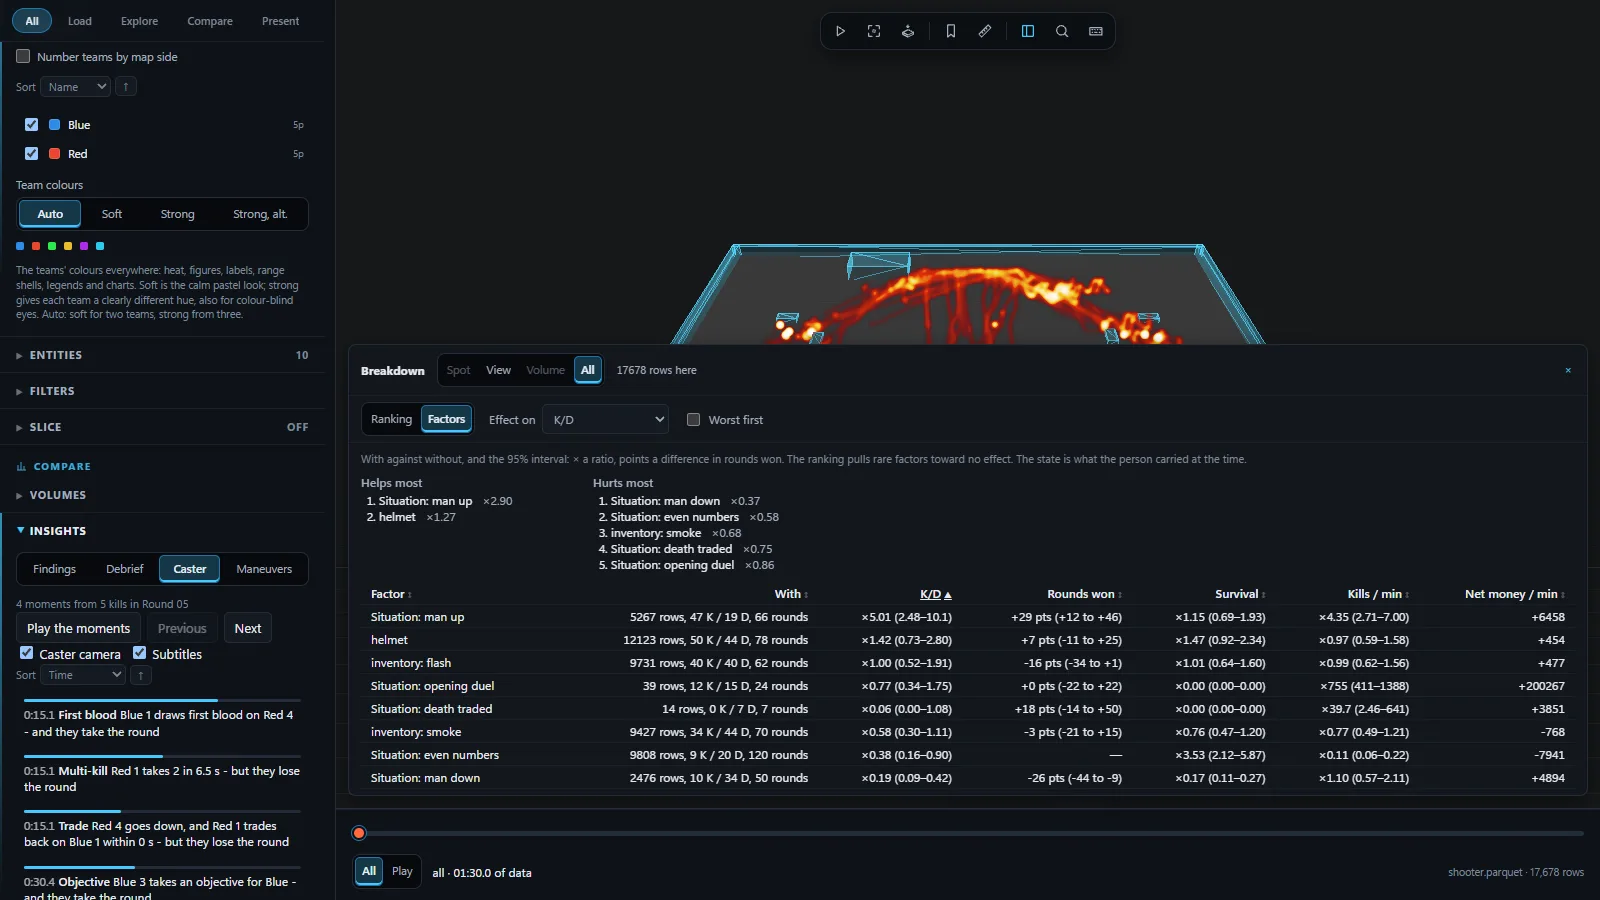 All Load Explore Compare Present
Number teams by map side
Sort Name ↑
Blue 5p
Red 5p
Team colours
Auto Soft Strong Strong, alt.
The teams' colours everywhere: heat, figures, labels, range
shells, legends and charts. Soft is the calm pastel look; strong
gives each team a clearly different hue, also for colour-blind
eyes. Auto: soft for two teams, strong from three.
ENTITIES 10
FILTERS
SLICE OFF
COMPARE
VOLUMES
INSIGHTS
Findings Debrief Caster Maneuvers
4 moments from 5 kills in Round 05
Play the moments Previous Next
Caster camera Subtitles
Sort Time ↑
0:15.1 First blood Blue 1 draws first blood on Red 4
- and they take the round
0:15.1 Multi-kill Red 1 takes 2 in 6.5 s - but they lose
the round
0:15.1 Trade Red 4 goes down, and Red 1 trades
back on Blue 1 within 0 s - but they lose the round
0:30.4 Objective Blue 3 takes an objective for Blue -
and they take the round
Breakdown Spot View Volume All 17678 rows here ×
Ranking Factors Effect on K/D Worst first
With against without, and the 95% interval: × a ratio, points a difference in rounds won. The ranking pulls rare factors toward no effect. The state is what the person carried at the time.
Helps most
1. Situation: man up ×2.90
2. helmet ×1.27
Hurts most
1. Situation: man down ×0.37
2. Situation: even numbers ×0.58
3. inventory: smoke ×0.68
4. Situation: death traded ×0.75
5. Situation: opening duel ×0.86
Factor ↕ With ↕ K/D ▲ Rounds won ↕ Survival ↕ Kills / min ↕ Net money / min ↕
Situation: man up 5267 rows, 47 K / 19 D, 66 rounds ×5.01 (2.48–10.1) +29 pts (+12 to +46) ×1.15 (0.69–1.93) ×4.35 (2.71–7.00) +6458
helmet 12123 rows, 50 K / 44 D, 78 rounds ×1.42 (0.73–2.80) +7 pts (-11 to +25) ×1.47 (0.92–2.34) ×0.97 (0.59–1.58) +454
inventory: flash 9731 rows, 40 K / 40 D, 62 rounds ×1.00 (0.52–1.91) -16 pts (-34 to +1) ×1.01 (0.64–1.60) ×0.99 (0.62–1.56) +477
Situation: opening duel 39 rows, 12 K / 15 D, 24 rounds ×0.77 (0.34–1.75) +0 pts (-22 to +22) ×0.00 (0.00–0.00) ×755 (411–1388) +200267
Situation: death traded 14 rows, 0 K / 7 D, 7 rounds ×0.06 (0.00–1.08) +18 pts (-14 to +50) ×0.00 (0.00–0.00) ×39.7 (2.46–641) +3851
inventory: smoke 9427 rows, 34 K / 44 D, 70 rounds ×0.58 (0.30–1.11) -3 pts (-21 to +15) ×0.76 (0.47–1.20) ×0.77 (0.49–1.21) -768
Situation: even numbers 9808 rows, 9 K / 20 D, 120 rounds ×0.38 (0.16–0.90) — ×3.53 (2.12–5.87) ×0.11 (0.06–0.22) -7941
Situation: man down 2476 rows, 10 K / 34 D, 50 rounds ×0.19 (0.09–0.42) -26 pts (-44 to -9) ×0.17 (0.11–0.27) ×1.10 (0.57–2.11) +4894
All Play all · 01:30.0 of data shooter.parquet · 17,678 rows